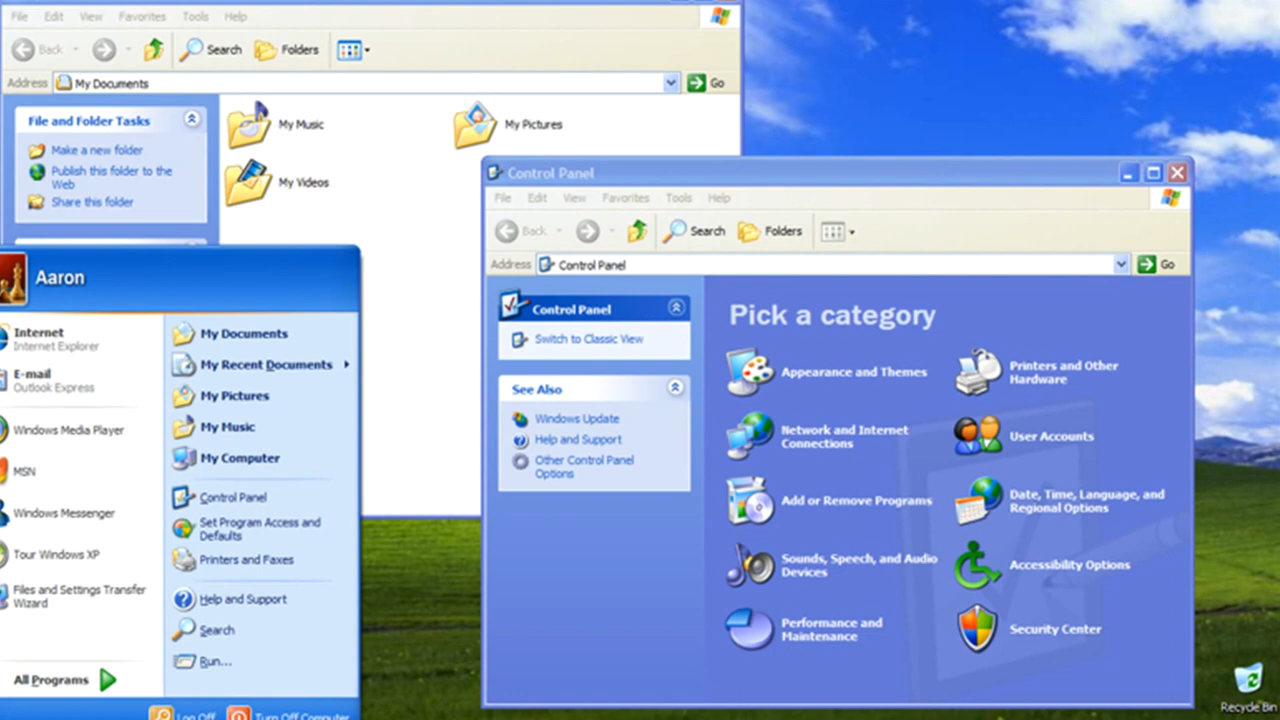 File Edit View Favorites Tools Help
Back Search Folders
Address My Documents Go
File and Folder Tasks
Make a new folder
Publish this folder to the
Web
Share this folder
My Music
My Pictures
My Videos
Aaron
Internet
Internet Explorer
E-mail
Outlook Express
Windows Media Player
MSN
Windows Messenger
Tour Windows XP
Files and Settings Transfer
Wizard
All Programs
My Documents
My Recent Documents
My Pictures
My Music
My Computer
Control Panel
Set Program Access and
Defaults
Printers and Faxes
Help and Support
Search
Run...
Log Off Turn Off Computer
Control Panel
File Edit View Favorites Tools Help
Back Search Folders
Address Control Panel Go
Control Panel
Switch to Classic View
See Also
Windows Update
Help and Support
Other Control Panel
Options
Pick a category
Appearance and Themes
Printers and Other
Hardware
Network and Internet
Connections
User Accounts
Add or Remove Programs
Date, Time, Language, and
Regional Options
Sounds, Speech, and Audio
Devices
Accessibility Options
Performance and
Maintenance
Security Center
Recycle Bin